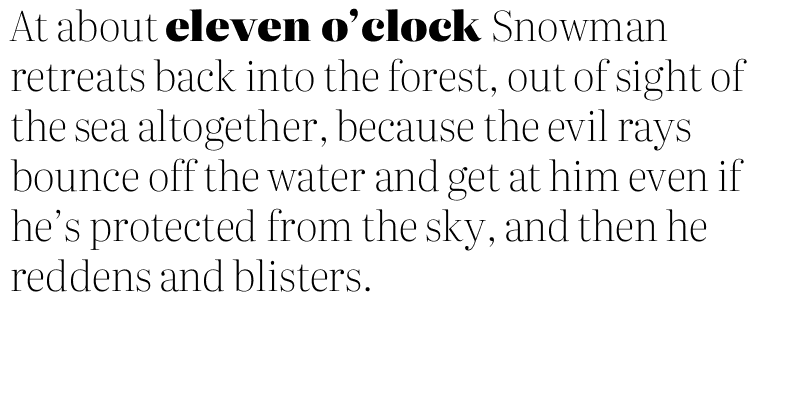 At about eleven o’clock Snowman
retreats back into the forest, out of sight of
the sea altogether, because the evil rays
bounce off the water and get at him even if
he’s protected from the sky, and then he
reddens and blisters.